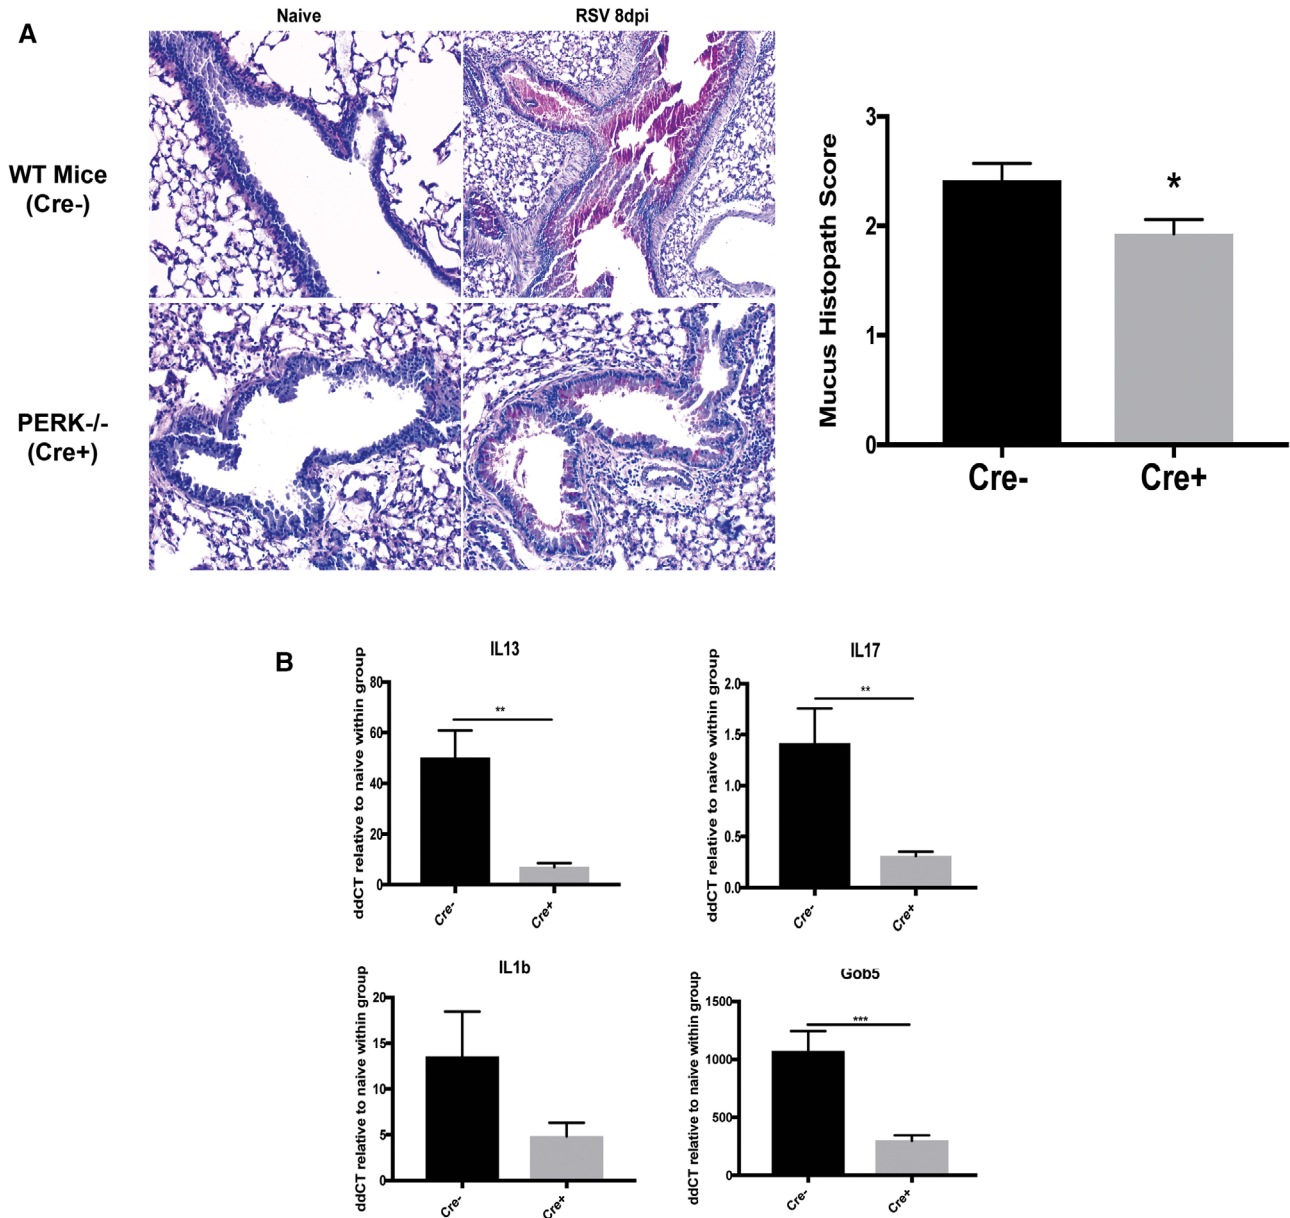 A
Naive
RSV 8dpi
WT Mice
(Cre-)
PERK-/-
(Cre+)
Mucus Histopath Score
3
2
1
0
*
Cre-
Cre+
B
IL13
ddCT relative to naive within group
80
60
40
20
0
**
Cre-
Cre+
IL17
ddCT relative to naive within group
2.0
1.5
1.0
0.5
0.0
**
Cre-
Cre+
IL1b
ddCT relative to naive within group
20
15
10
5
0
Cre-
Cre+
Gob5
ddCT relative to naive within group
1500
1000
500
0
***
Cre-
Cre+